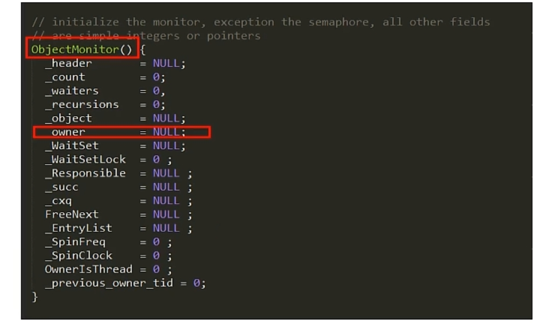 // initialize the monitor, exception the semaphore, all other fields
// are simple integers or pointers
ObjectMonitor() {
_header = NULL;
_count = 0;
_waiters = 0,
_recursions = 0;
_object = NULL;
_owner = NULL;
_WaitSet = NULL;
_WaitSetLock = 0 ;
_Responsible = NULL ;
_succ = NULL ;
_cxq = NULL ;
FreeNext = NULL ;
_EntryList = NULL ;
_SpinFreq = 0 ;
_SpinClock = 0 ;
OwnerIsThread = 0 ;
_previous_owner_tid = 0;
}